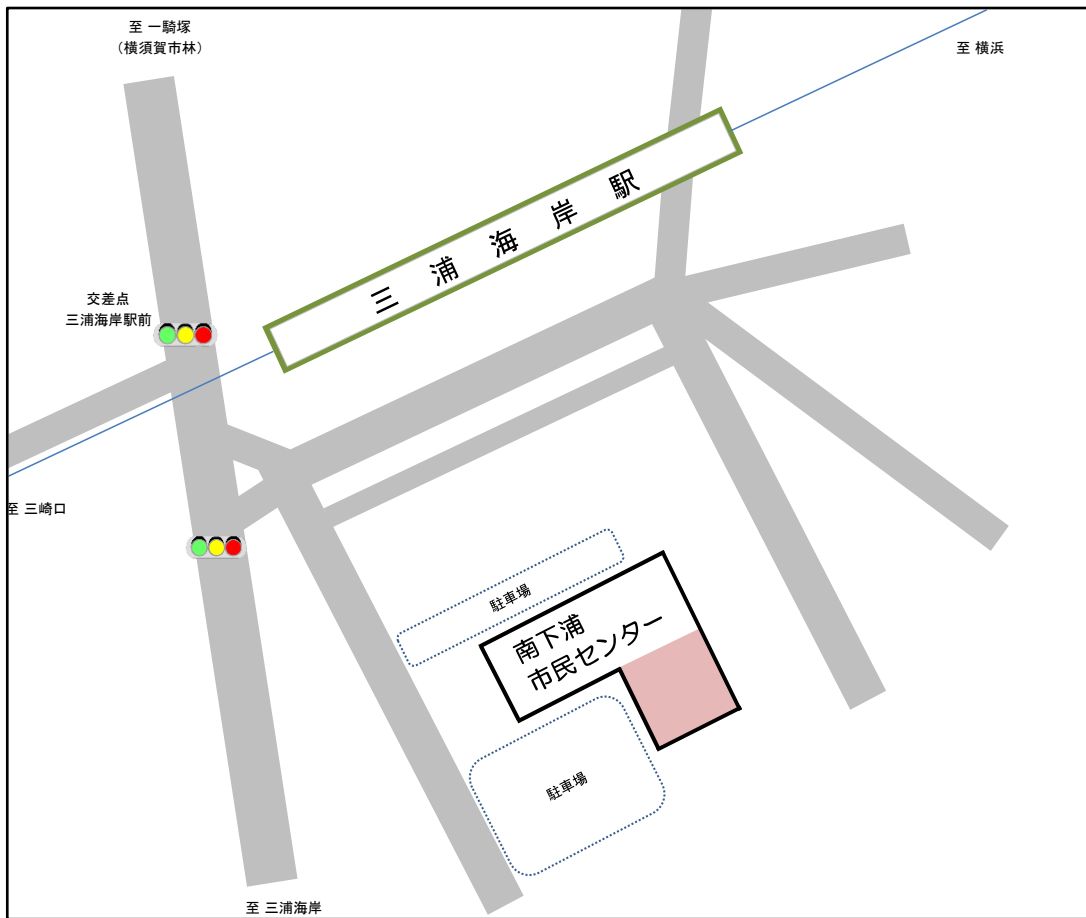 至 一騎塚
（横須賀市林）
至 横浜
三浦海岸駅
交差点
三浦海岸駅前
至 三崎口
駐車場
南下浦
市民センター
駐車場
至 三浦海岸